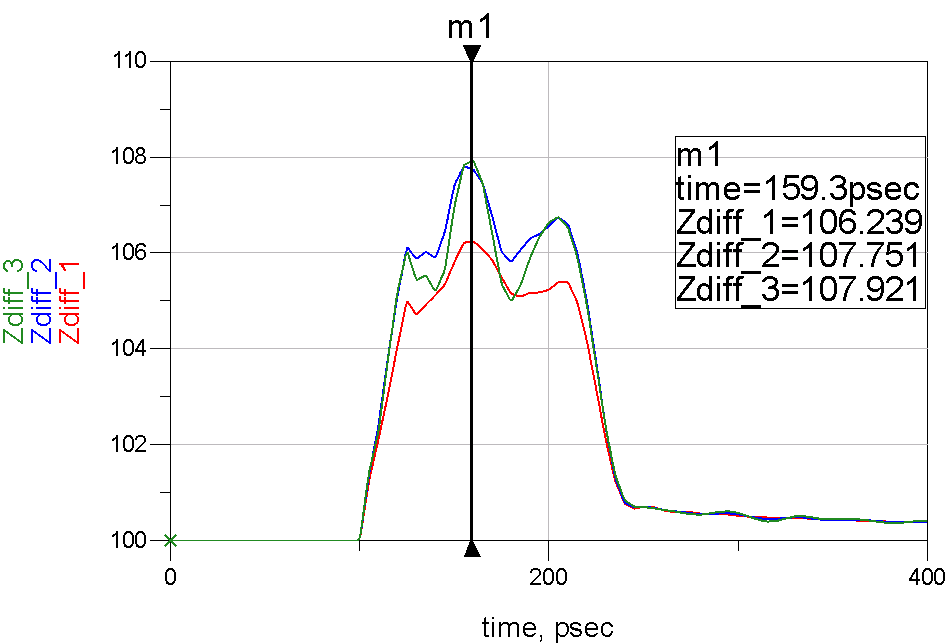 m1
110
108
106
104
102
100
Zdiff_3
Zdiff_2
Zdiff_1
m1
time=159.3psec
Zdiff_1=106.239
Zdiff_2=107.751
Zdiff_3=107.921
0
200
400
time, psec